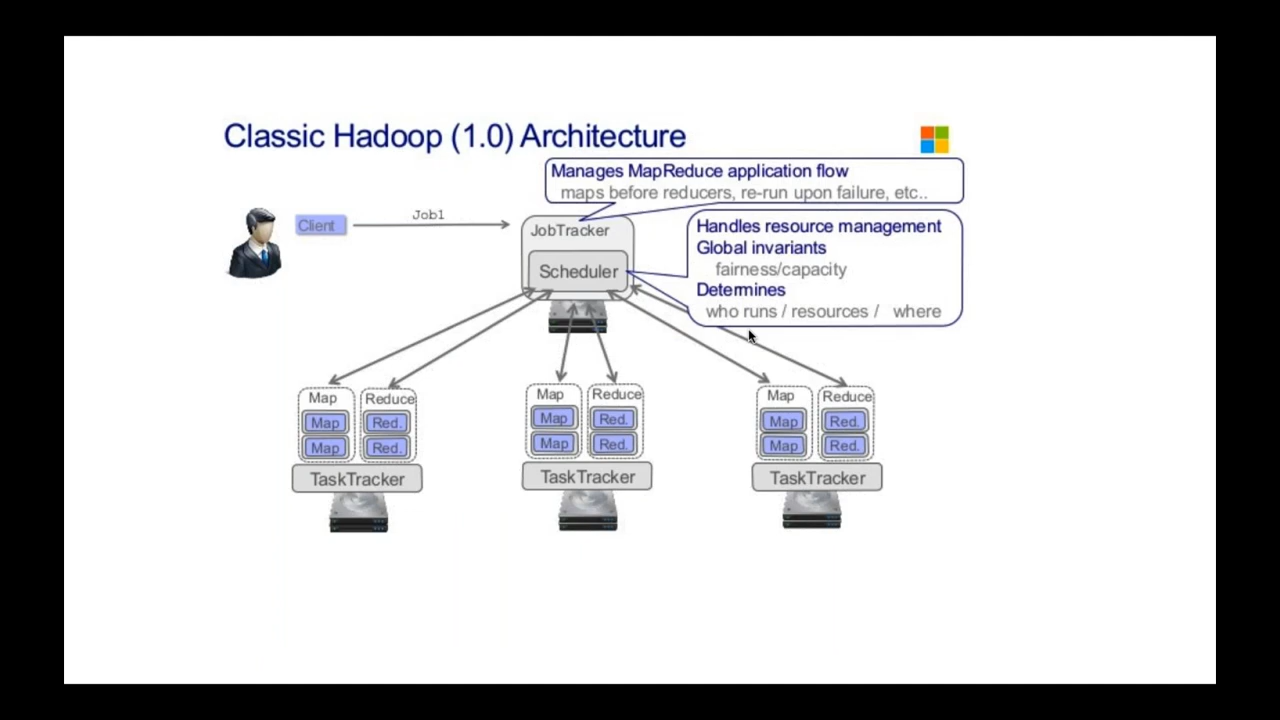 Classic Hadoop (1.0) Architecture
Manages MapReduce application flow
maps before reducers, re-run upon failure, etc..
Client
Job1
JobTracker
Scheduler
Handles resource management
Global invariants
fairness/capacity
Determines
who runs / resources / where
Map
Reduce
Map
Red.
Map
Red.
TaskTracker
Map
Reduce
Map
Red.
Map
Red.
TaskTracker
Map
Reduce
Map
Red.
Map
Red.
TaskTracker